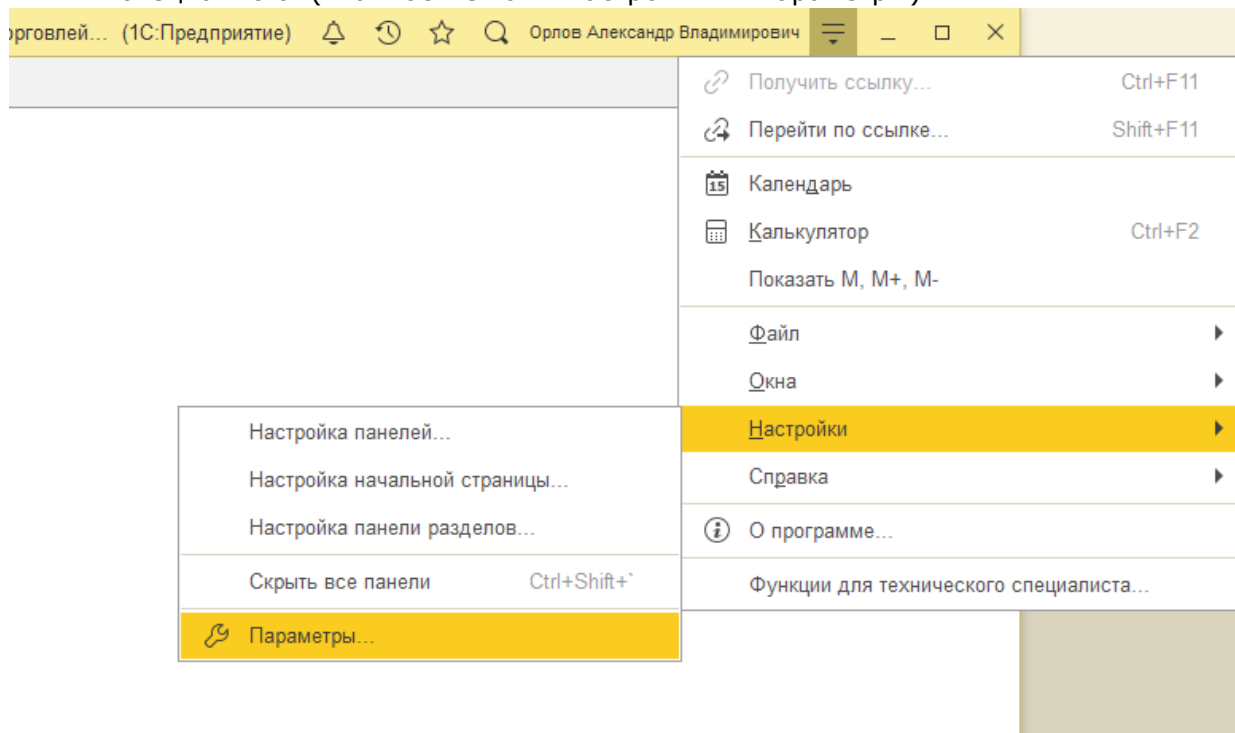 орговлей... (1С:Предприятие) Орлов Александр Владимирович
Получить ссылку... Ctrl+F11
Перейти по ссылке... Shift+F11
15 Календарь
Калькулятор Ctrl+F2
Показать M, M+, M-
Файл
Окна
Настройки
Справка
О программе...
Функции для технического специалиста...
Настройка панелей...
Настройка начальной страницы...
Настройка панели разделов...
Скрыть все панели Ctrl+Shift+`
Параметры...